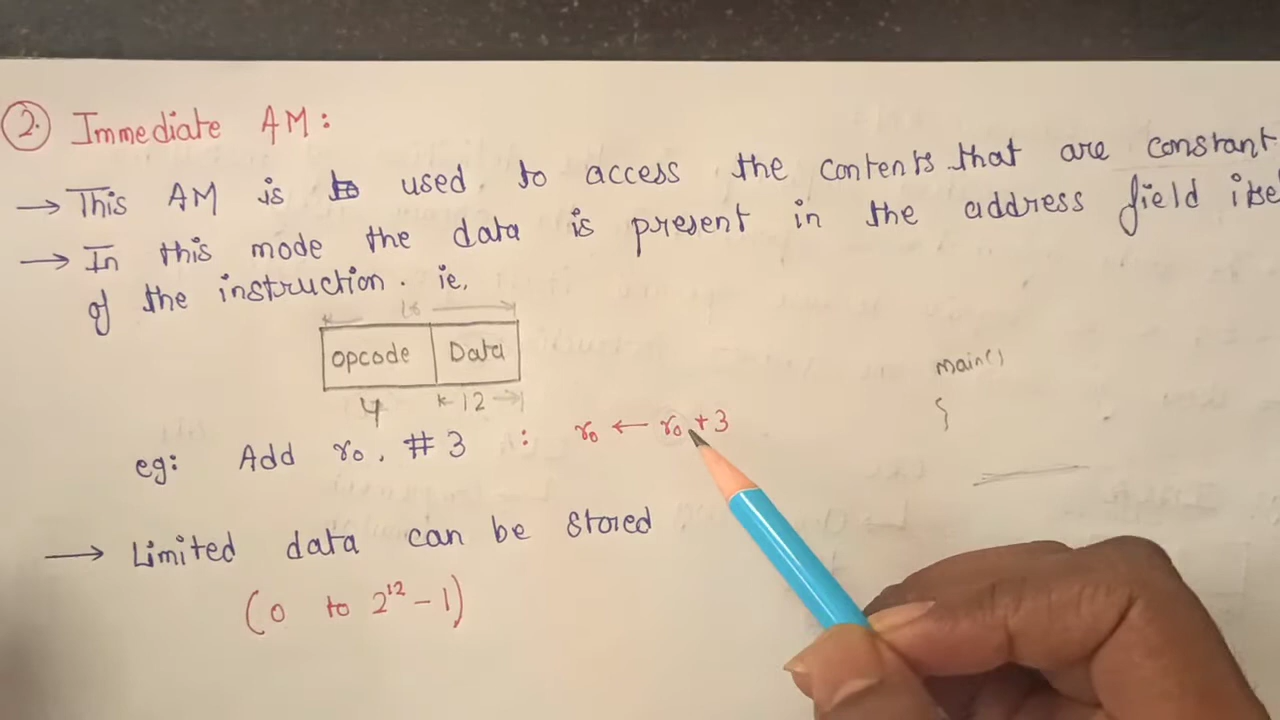 2. Immediate AM:
→ This AM is used to access the contents that are constant
→ In this mode the data is present in the address field itse
of the instruction. ie,
16
opcode Data
4 12
main()
{
eg: Add r0, #3 : r0 ← r0+3
→ Limited data can be stored
(0 to 2¹²-1)